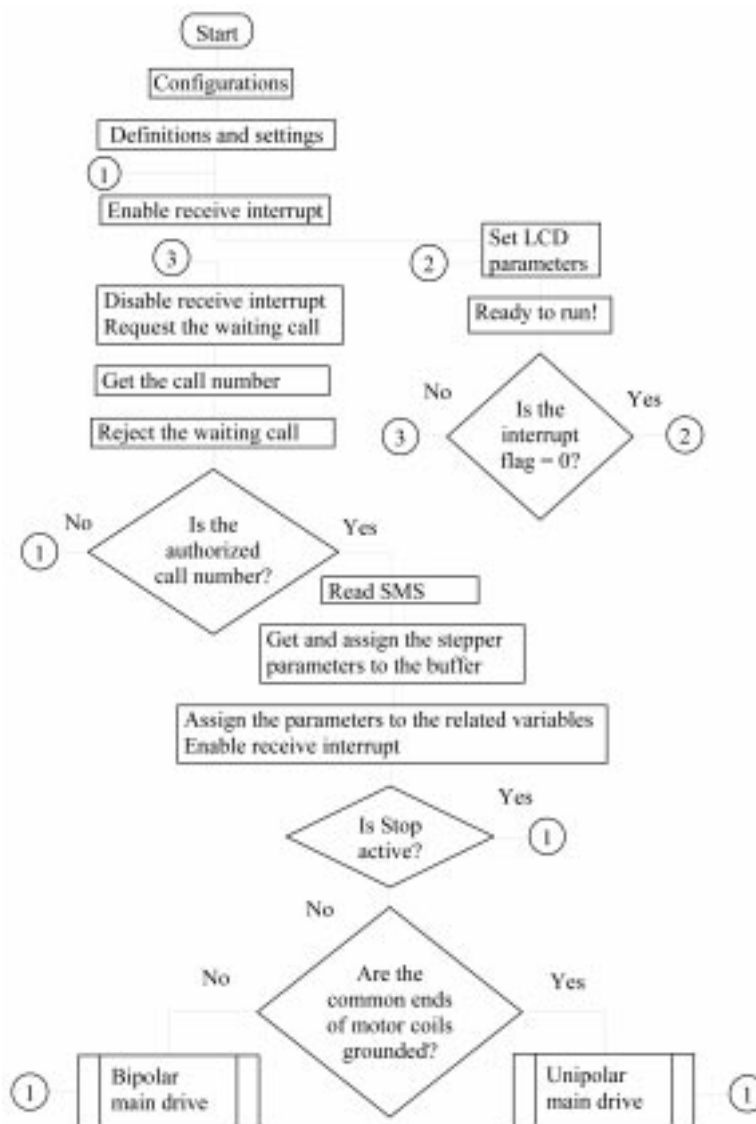 Start
Configurations
Definitions and settings
1
Enable receive interrupt
3
Disable receive interrupt
Request the waiting call
Get the call number
Reject the waiting call
2
Set LCD
parameters
Ready to run!
No
Yes
3
Is the
interrupt
flag = 0?
2
No
Yes
1
Is the
authorized
call number?
Read SMS
Get and assign the stepper
parameters to the buffer
Assign the parameters to the related variables
Enable receive interrupt
Yes
Is Stop
active?
1
No
No
Yes
Are the
common ends
of motor coils
grounded?
1
Bipolar
main drive
Unipolar
main drive
1